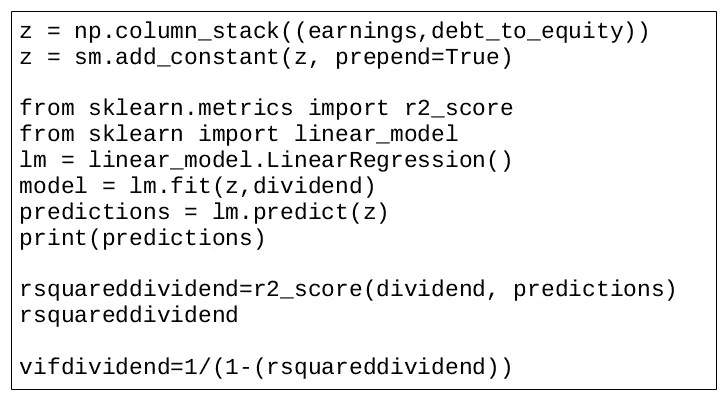 z = np.column_stack((earnings,debt_to_equity))
z = sm.add_constant(z, prepend=True)
from sklearn.metrics import r2_score
from sklearn import linear_model
lm = linear_model.LinearRegression()
model = lm.fit(z,dividend)
predictions = lm.predict(z)
print(predictions)
rsquareddividend=r2_score(dividend, predictions)
rsquareddividend
vifdividend=1/(1-(rsquareddividend))